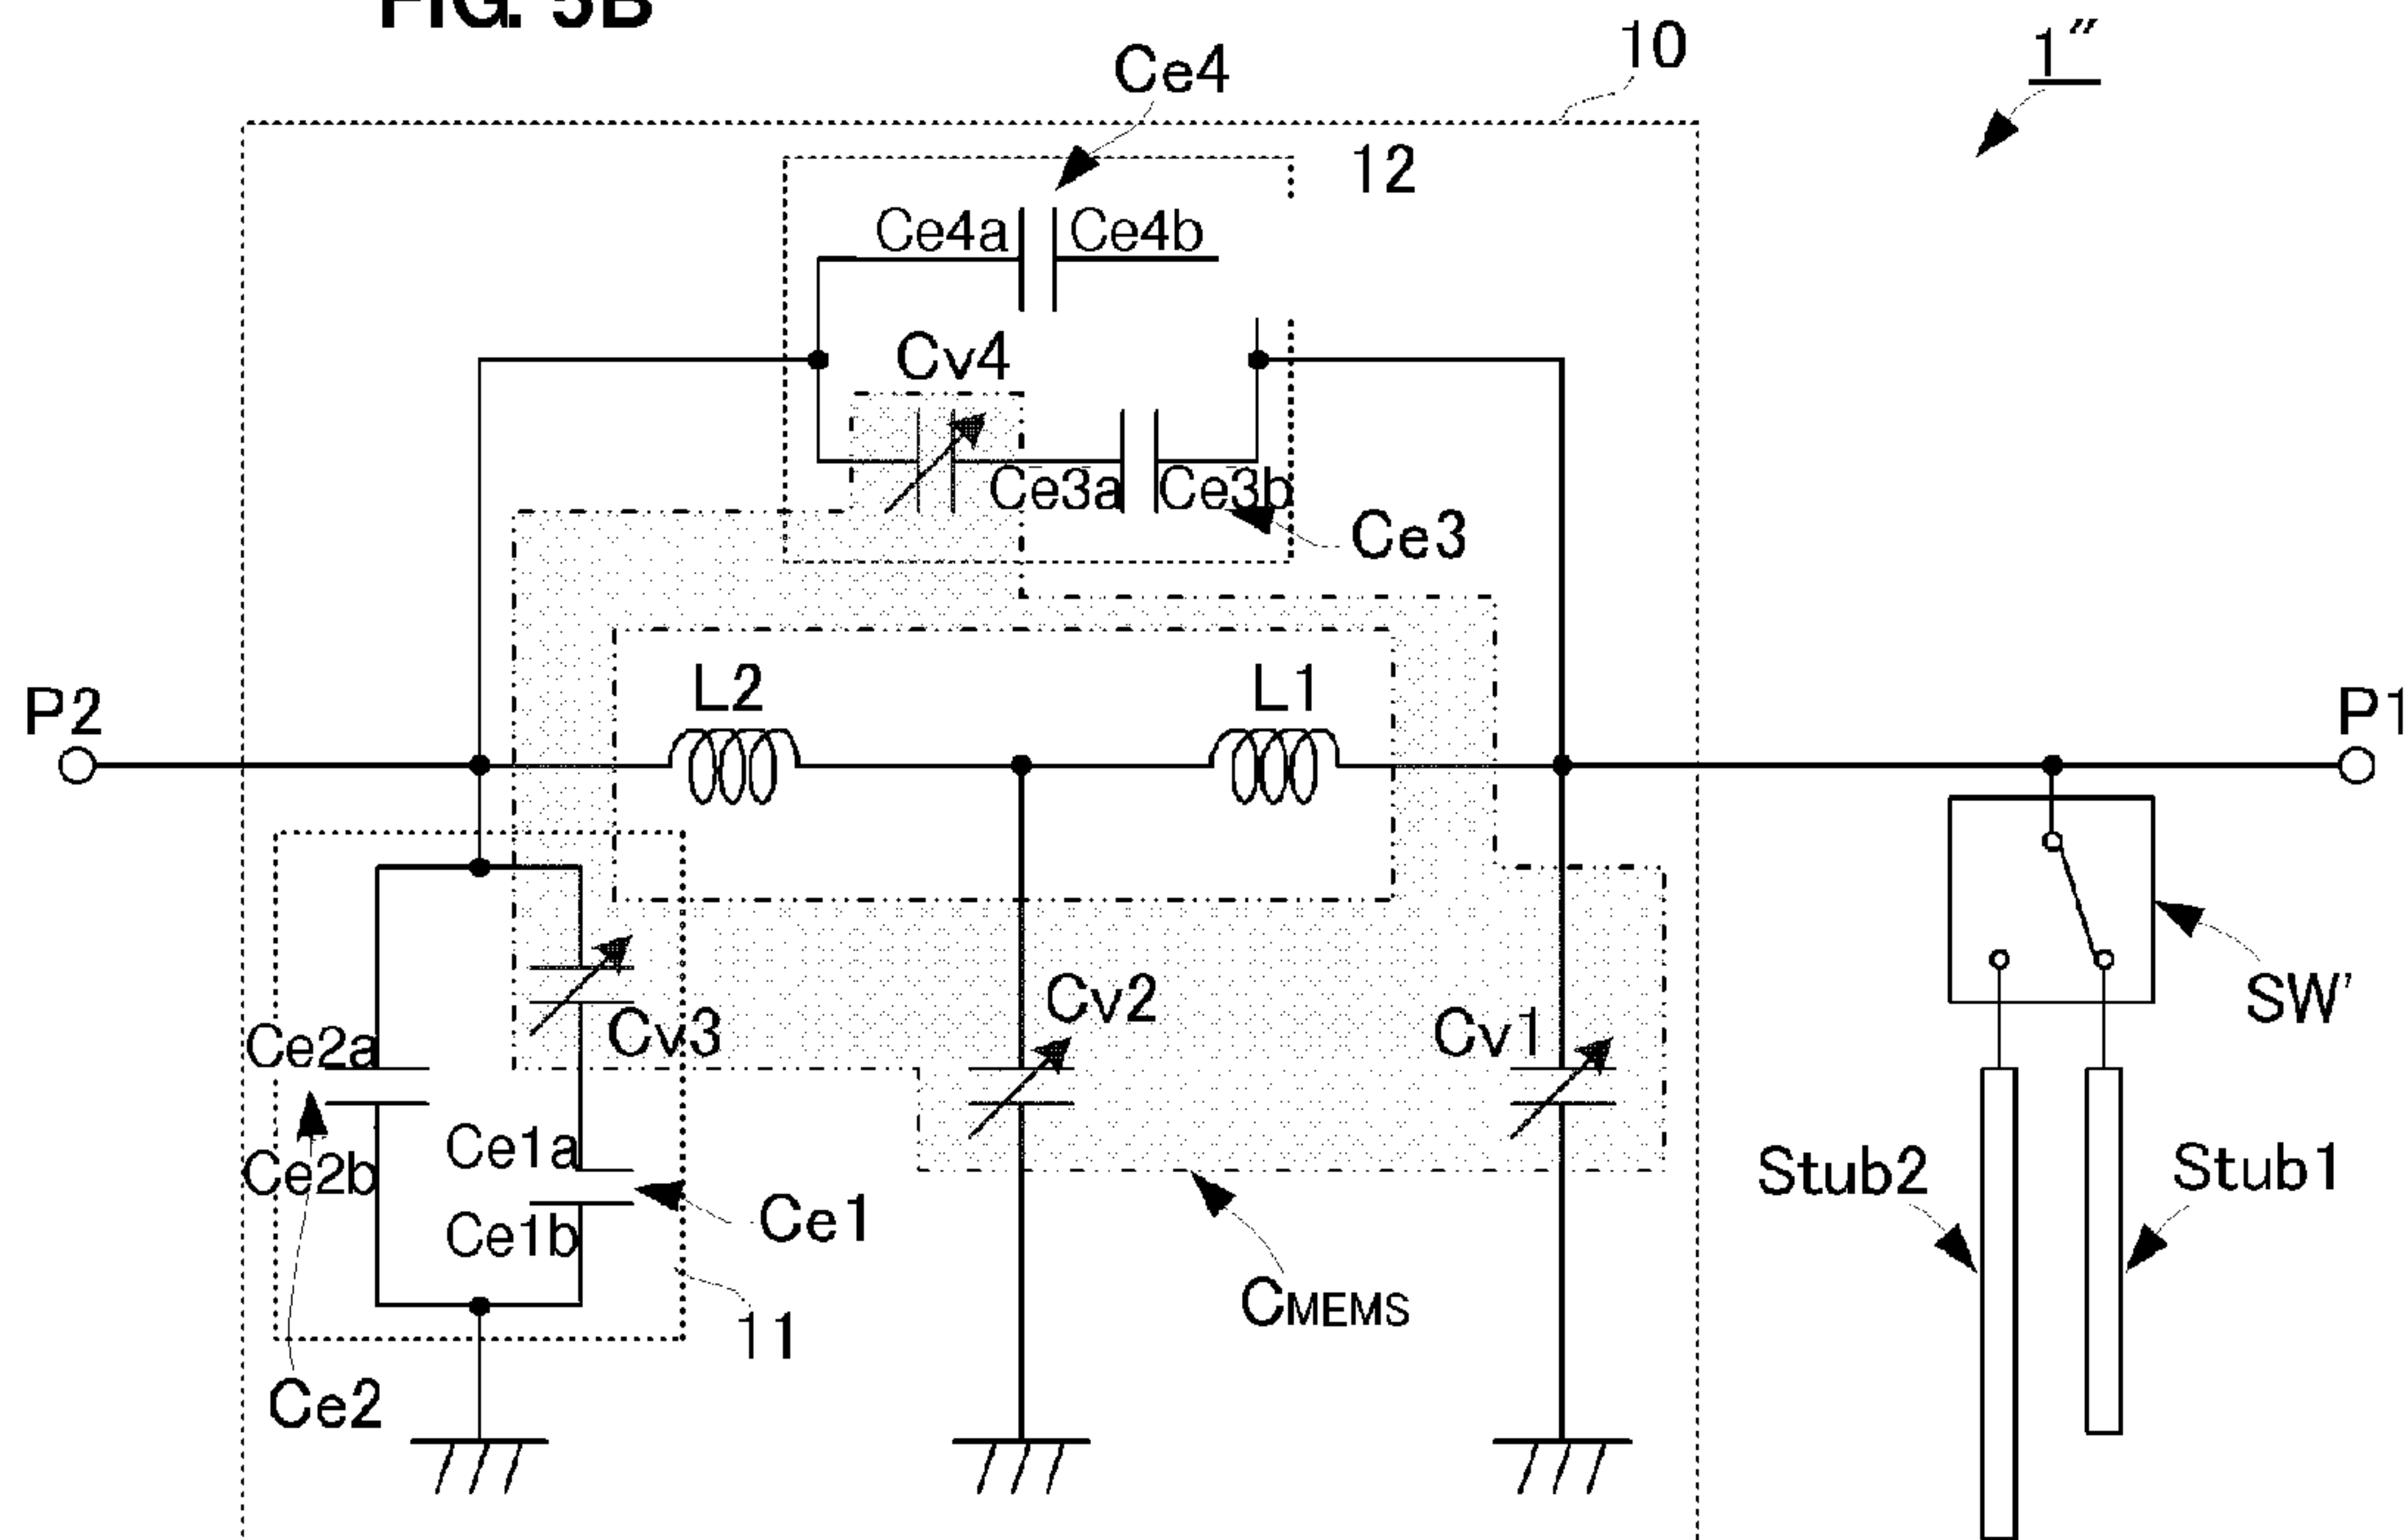 FIG. 5B
10
1″
Ce4
12
Ce4a
Ce4b
Cv4
Ce3a
Ce3b
Ce3
L2
L1
P2
P1
Cv3
Cv2
Cv1
SW'
Ce2a
Ce2b
Ce1a
Ce1b
Ce1
Stub2
Stub1
CMEMS
11
Ce2